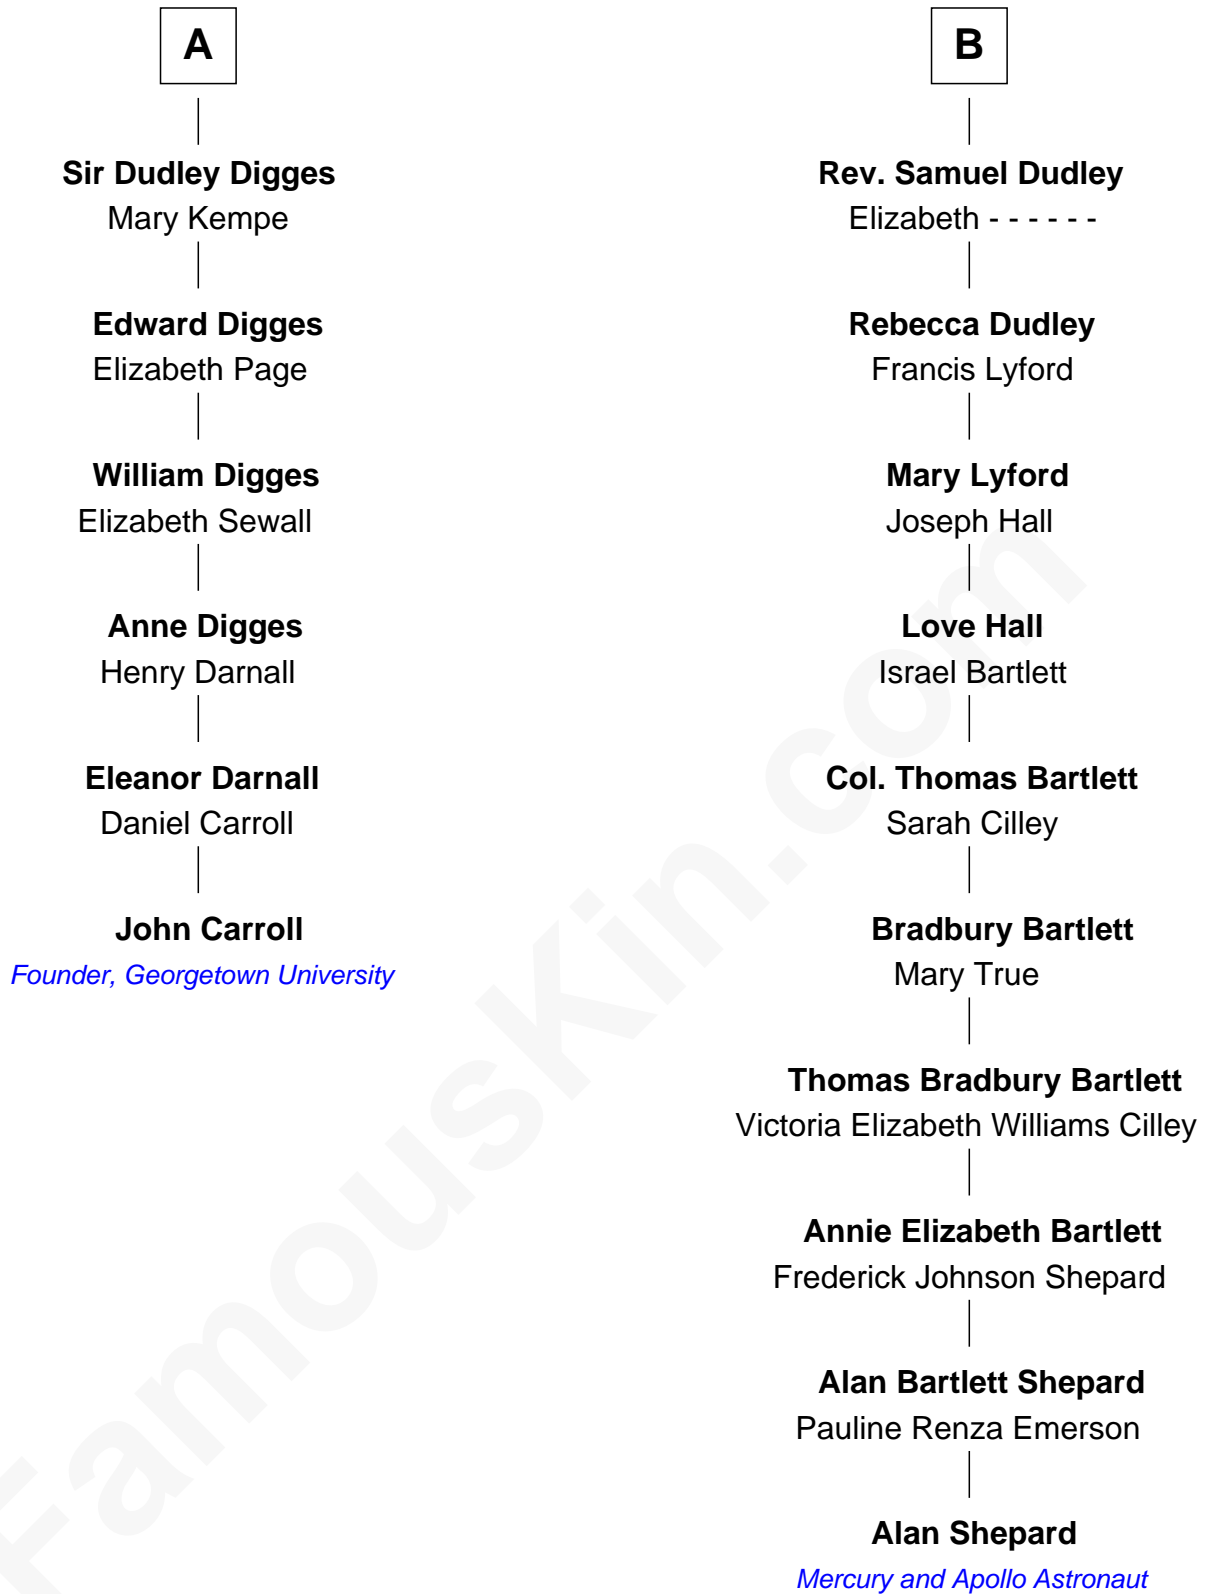 A
Sir Dudley Digges
Mary Kempe
Edward Digges
Elizabeth Page
William Digges
Elizabeth Sewall
Anne Digges
Henry Darnall
Eleanor Darnall
Daniel Carroll
John Carroll
Founder, Georgetown University
B
Rev. Samuel Dudley
Elizabeth - - - - - -
Rebecca Dudley
Francis Lyford
Mary Lyford
Joseph Hall
Love Hall
Israel Bartlett
Col. Thomas Bartlett
Sarah Cilley
Bradbury Bartlett
Mary True
Thomas Bradbury Bartlett
Victoria Elizabeth Williams Cilley
Annie Elizabeth Bartlett
Frederick Johnson Shepard
Alan Bartlett Shepard
Pauline Renza Emerson
Alan Shepard
Mercury and Apollo Astronaut
FamousKin.com